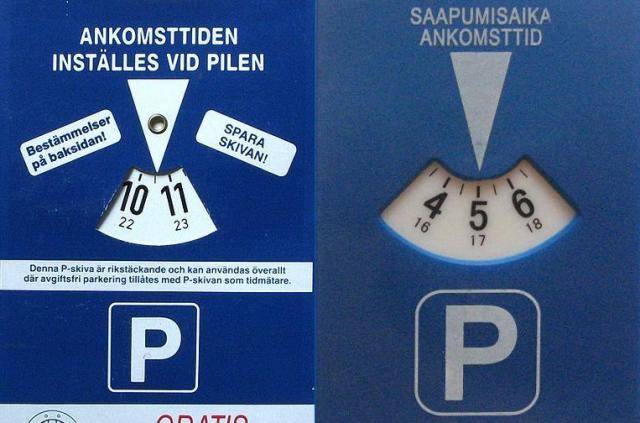 ANKOMSTTIDEN
INSTÄLLES VID PILEN
Bestämmelser
på baksidan!
SPARA
SKIVAN!
10 11
22 23
Denna P-skiva är rikstäckande och kan användas överallt
där avgiftsfri parkering tillåtes med P-skivan som tidmätare.
P
GRATIS
SAAPUMISAIKA
ANKOMSTTID
4 5 6
16 17 18
P